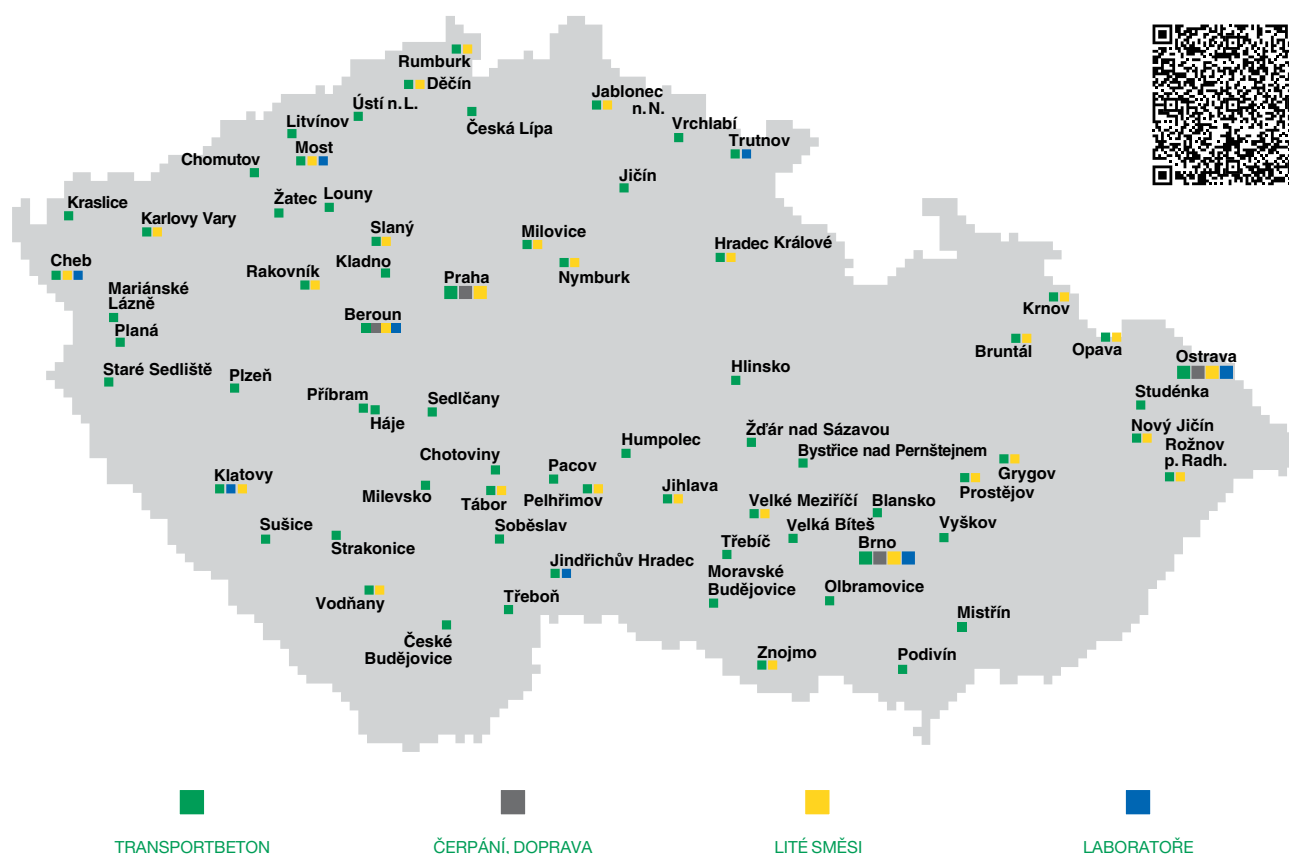 Rumburk
Děčín
Jablonec
n. N.
Ústí n. L.
Česká Lípa
Litvínov
Vrchlabí
Trutnov
Most
Chomutov
Jičín
Žatec
Louny
Kraslice
Karlovy Vary
Slaný
Milovice
Hradec Králové
Cheb
Rakovník
Kladno
Praha
Nymburk
Mariánské
Lázně
Krnov
Beroun
Planá
Bruntál
Opava
Ostrava
Staré Sedliště
Plzeň
Hlinsko
Studénka
Příbram
Háje
Sedlčany
Nový Jičín
Žďár nad Sázavou
Humpolec
Bystřice nad Pernštejnem
Rožnov
p. Radh.
Chotoviny
Pacov
Grygov
Klatovy
Milevsko
Tábor
Pelhřimov
Jihlava
Prostějov
Velké Meziříčí
Blansko
Sušice
Strakonice
Soběslav
Velká Bíteš
Vyškov
Třebíč
Brno
Jindřichův Hradec
Moravské
Budějovice
Olbramovice
Vodňany
Třeboň
Mistřín
České
Budějovice
Znojmo
Podivín
TRANSPORTBETON
ČERPÁNÍ, DOPRAVA
LITÉ SMĚSI
LABORATOŘE